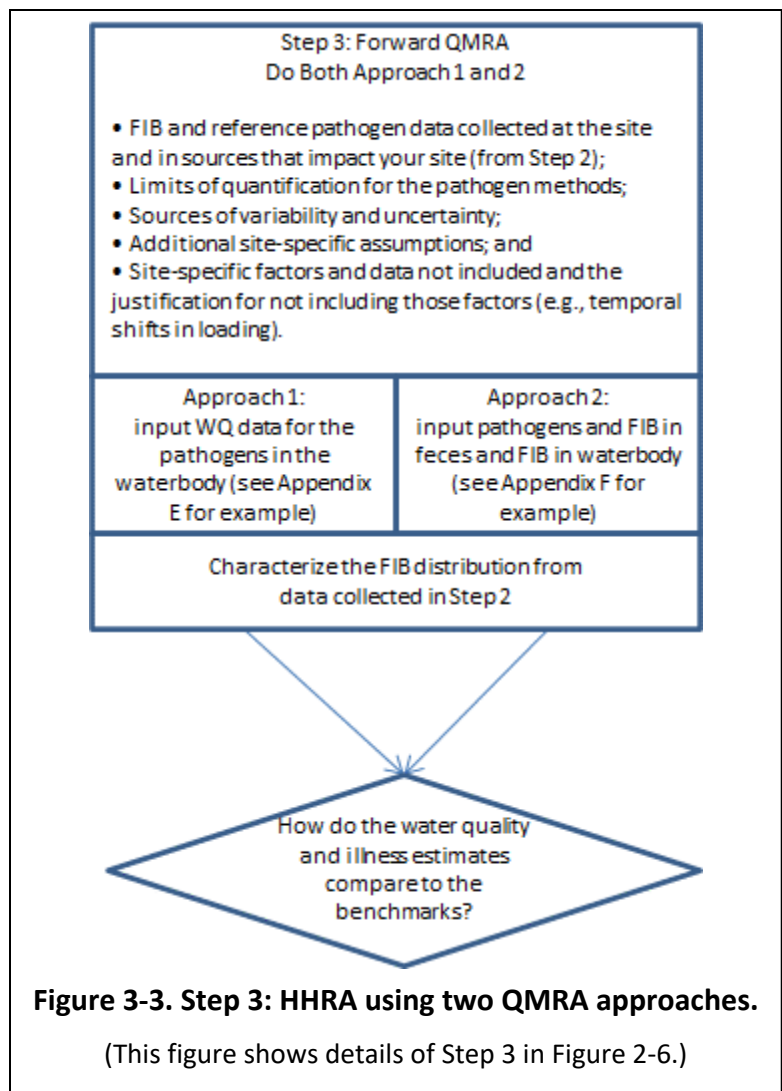 Step 3: Forward QMRA
Do Both Approach 1 and 2
• FIB and reference pathogen data collected at the site
and in sources that impact your site (from Step 2);
• Limits of quantification for the pathogen methods;
• Sources of variability and uncertainty;
• Additional site-specific assumptions; and
• Site-specific factors and data not included and the
justification for not including those factors (e.g., temporal
shifts in loading).
Approach 1:
input WQ data for the
pathogens in the
waterbody (see Appendix
E for example)
Approach 2:
input pathogens and FIB in
feces and FIB in waterbody
(see Appendix F for
example)
Characterize the FIB distribution from
data collected in Step 2
How do the water quality
and illness estimates
compare to the
benchmarks?
Figure 3-3. Step 3: HHRA using two QMRA approaches.
(This figure shows details of Step 3 in Figure 2-6.)